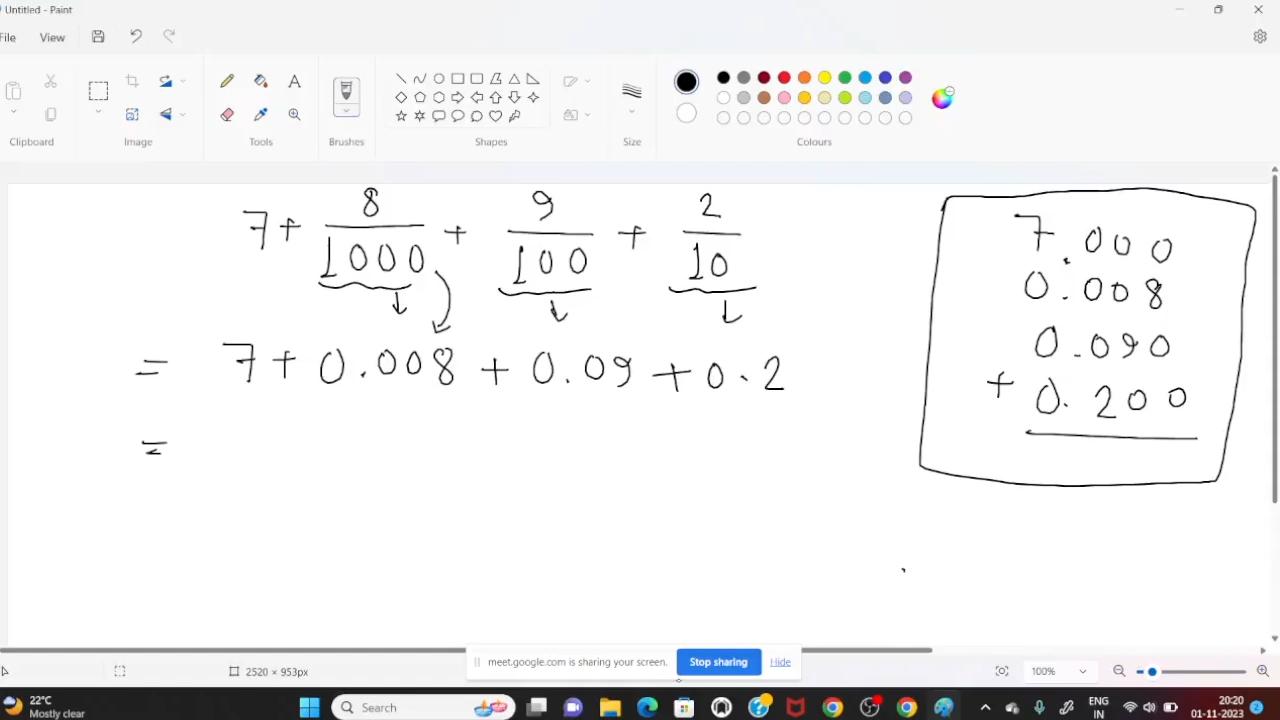 Untitled - Paint
File View
Clipboard Image Tools Brushes Shapes Size Colours
7 + 8/1000 + 9/100 + 2/10
= 7 + 0.008 + 0.09 + 0.2
=
7.000
0.008
0.090
+ 0.200
meet.google.com is sharing your screen. Stop sharing Hide
2520 × 953px
100%
22°C
Mostly clear
Search
ENG
IN
20:20
01-11-2023
2